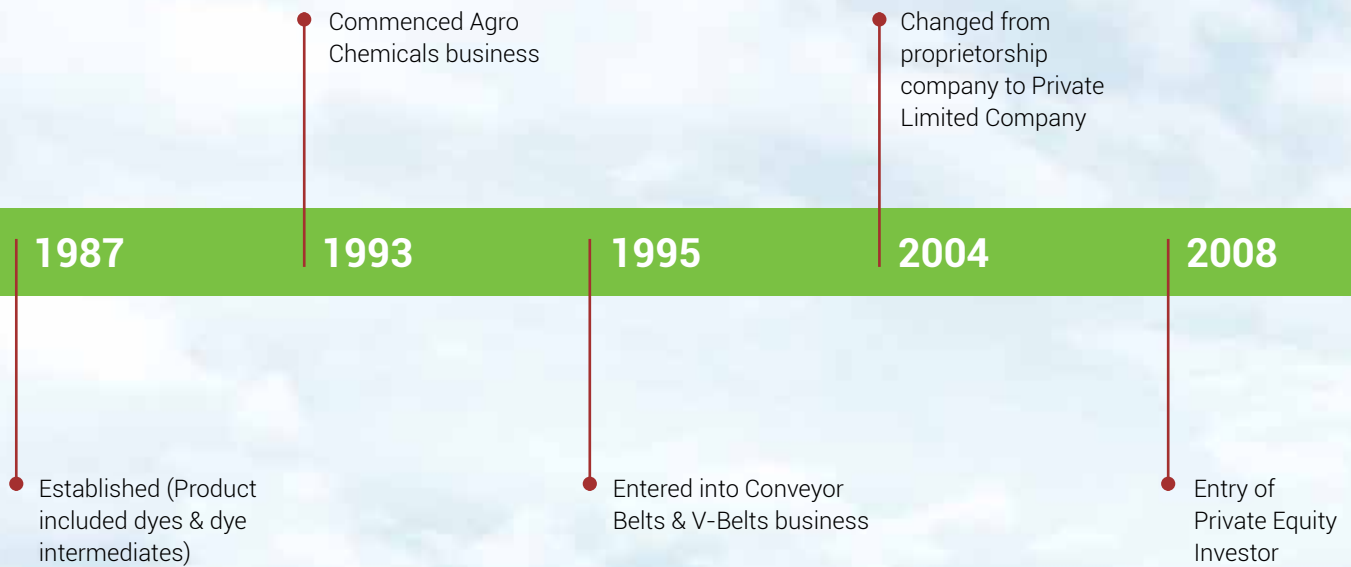 Commenced Agro
Chemicals business
Changed from
proprietorship
company to Private
Limited Company
1987
1993
1995
2004
2008
Established (Product
included dyes & dye
intermediates)
Entered into Conveyor
Belts & V-Belts business
Entry of
Private Equity
Investor